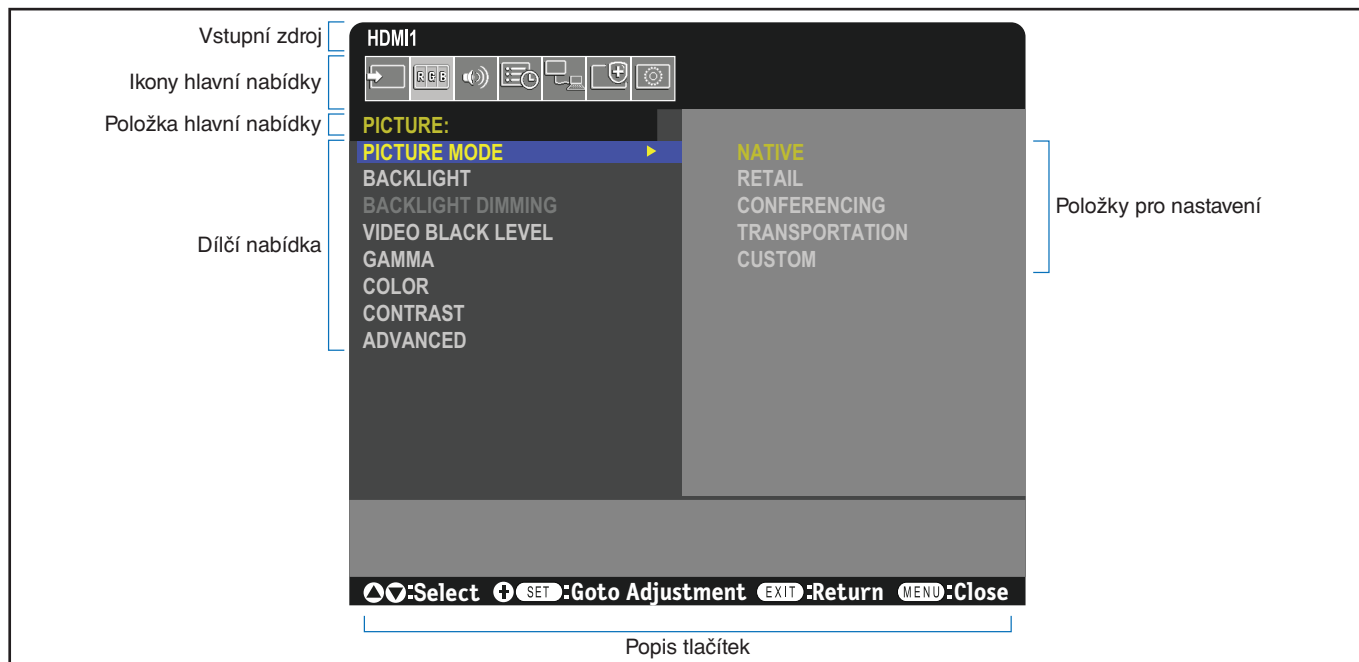 Vstupní zdroj
HDMI1
Ikony hlavní nabídky
RGB
Položka hlavní nabídky
PICTURE:
Dílčí nabídka
PICTURE MODE
BACKLIGHT
BACKLIGHT DIMMING
VIDEO BLACK LEVEL
GAMMA
COLOR
CONTRAST
ADVANCED
NATIVE
RETAIL
CONFERENCING
TRANSPORTATION
CUSTOM
Položky pro nastavení
:Select SET:Goto Adjustment EXIT:Return MENU:Close
Popis tlačítek